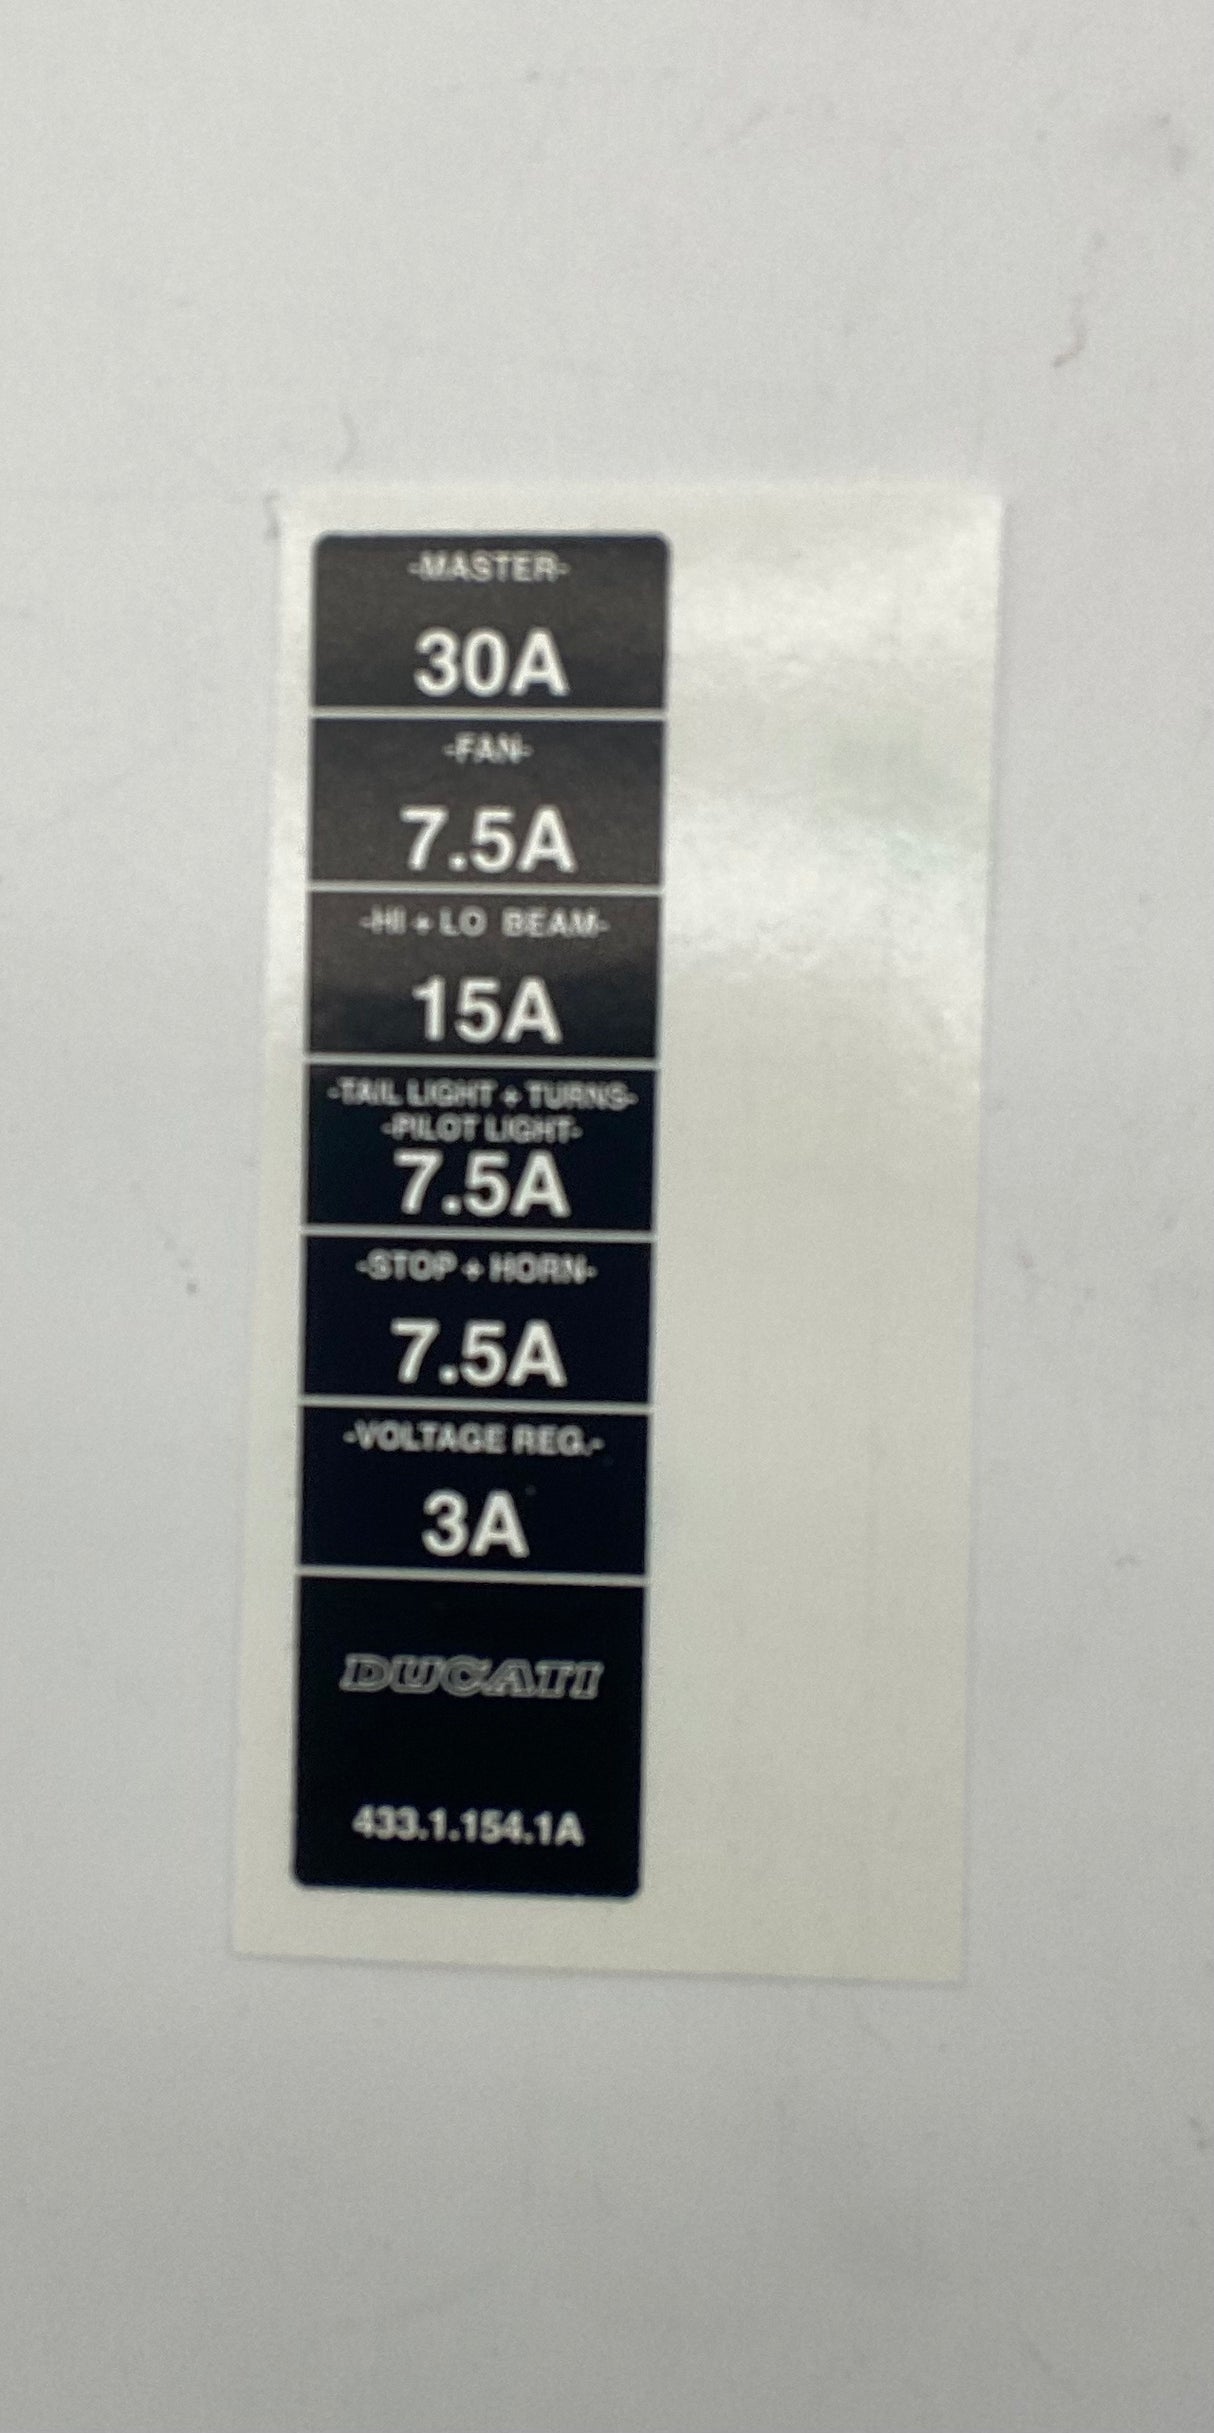 -MASTER-
30A
-FAN-
7.5A
-HI + LO BEAM-
15A
-TAIL LIGHT + TURNS-
-PILOT LIGHT-
7.5A
-STOP + HORN-
7.5A
-VOLTAGE REG.-
3A
DUCATI
433.1.154.1A